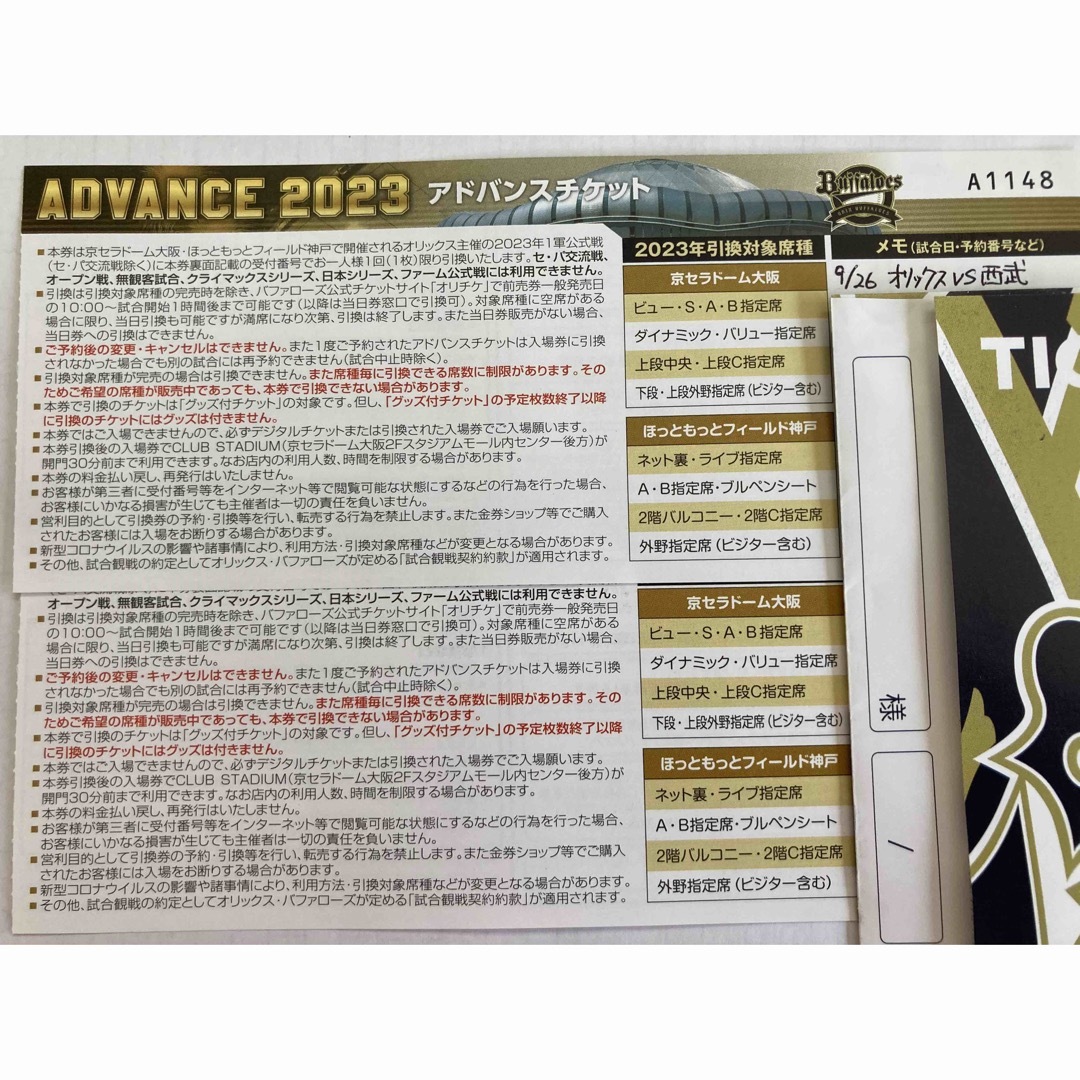 ADVANCE 2023 アドバンスチケット
Buffaloes
A1148
■本券は京セラドーム大阪・ほっともっとフィールド神戸で開催されるオリックス主催の2023年1軍公式戦
(セ・パ交流戦除く)に本券裏面記載の受付番号でお一人様1回(1枚)限り引換いたします。セ・パ交流戦、
オープン戦、無観客試合、クライマックスシリーズ、日本シリーズ、ファーム公式戦には利用できません。
■引換は引換対象席種の完売時を除き、バファローズ公式チケットサイト「オリチケ」で前売券一般発売日
の10:00〜試合開始1時間後まで可能です(以降は当日券窓口で引換可)。対象席種に空席がある
場合に限り、当日引換も可能ですが満席になり次第、引換は終了します。また当日券販売がない場合、
当日券への引換はできません。
■ご予約後の変更・キャンセルはできません。また1度ご予約されたアドバンスチケットは入場券に引換
されなかった場合でも別の試合には再予約できません(試合中止時除く)。
■引換対象席種が完売の場合は引換できません。また席種毎に引換できる席数に制限があります。そ��
ためご希望の席種が販売中であっても、本券で引換できない場合があります。
■本券で引換のチケットは「グッズ付チケット」の対象です。但し、「グッズ付チケット」の予定枚数終了以降
に引換のチケットにはグッズは付きません。
■本券ではご入場できませんので、必ずデジタルチケットまたは引換された入場券でご入場願います。
■本券引換後の入場券でCLUB STADIUM(京セラドーム大阪2Fスタジアムモール内センター後方)が
開門30分前まで利用できます。なお店内の利用人数、時間を制限する場合があります。
■本券の料金払い戻し、再発行はいたしません。
■お客様が第三者に受付番号等をインターネット等で閲覧可能な状態にするなどの行為を行った場合、
お客様にいかなる損害が生じても主催者は一切の責任を負いません。
■営利目的として引換券の予約・引換等を行い、転売する行為を禁止します。また金券ショップ等でご購入
されたお客様には入場をお断りする場合があります。
■新型コロナウイルスの影響や諸事情により、利用方法・引換対象席種などが変更となる場合があります。
■その他、試合観戦の約定としてオリックス・バファローズが定める「試合観戦契約約款」が適用されます。
2023年引換対象席種
京セラドーム大阪
ビュー・S・A・B指定席
ダイナミック・バリュー指定席
上段中央・上段C指定席
下段・上段外野指定席(ビジター含む)
ほっともっとフィールド神戸
ネット裏・ライブ指定席
A・B指定席・ブルペンシート
2階バルコニー・2階C指定席
外野指定席(ビジター含む)
メモ(試合日・予約番号など)
9/26 オリックスVS西武
オープン戦、無観客試合、クライマックスシリーズ、日本シリーズ、ファーム公式戦には利用できません。
■引換は引換対象席種の完売時を除き、バファローズ公式チケットサイト「オリチケ」で前売券一般発売日
の10:00〜試合開始1時間後まで可能です(以降は当日券窓口で引換可)。対象席種に空席がある
場合に限り、当日引換も可能ですが満席になり次第、引換は終了します。また当日券販売がない場合、
当日券への引換はできません。
■ご予約後の変更・キャンセルはできません。また1度ご予約されたアドバンスチケットは入場券に引換
されなかった場合でも別の試合には再予約できません(試合中止時除く)。
■引換対象席種が完売の場合は引換できません。また席種毎に引換できる席数に制限があります。その
ためご希望の席種が販売中であっても、本券で引換できない場合があります。
■本券で引換のチケットは「グッズ付チケット」の対象です。但し、「グッズ付チケット」の予定枚数終了以降
に引換のチケットにはグッズは付きません。
■本券ではご入場できませんので、必ずデジタルチケットまたは引換された入場券でご入場願います。
■本券引換後の入場券でCLUB STADIUM(京セラドーム大阪2Fスタジアムモール内センター後方)が
開門30分前まで利用できます。なお店内の利用人数、時間を制限する場合があります。
■本券の料金払い戻し、再発行はいたしません。
■お客様が第三者に受付番号等をインターネット等で閲覧可能な状態にするなどの行為を行った場合、
お客様にいかなる損害が生じても主催者は一切の責任を負いません。
■営利目的として引換券の予約・引換等を行い、転売する行為を禁止します。また金券ショップ等でご購入
されたお客様には入場をお断りする場合があります。
■新型コロナウイルスの影響や諸事情により、利用方法・引換対象席種などが変更となる場合があります。
■その他、試合観戦の約定としてオリックス・バファローズが定める「試合観戦契約約款」が適用されます。
京セラドーム大阪
ビュー・S・A・B指定席
ダイナミック・バリュー指定席
上段中央・上段C指定席
下段・上段外野指定席(ビジター含む)
ほっともっとフィールド神戸
ネット裏・ライブ指定席
A・B指定席・ブルペンシート
2階バルコニー・2階C指定席
外野指定席(ビジター含む)
様
/
TIC